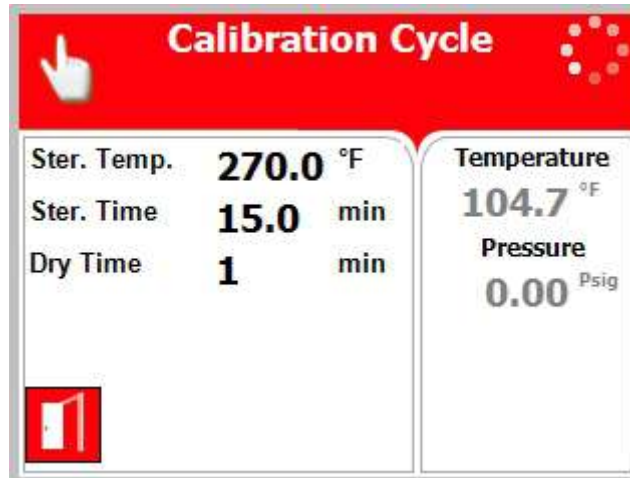 Calibration Cycle
Ster. Temp. 270.0 °F
Ster. Time 15.0 min
Dry Time 1 min
Temperature
104.7 °F
Pressure
0.00 Psig